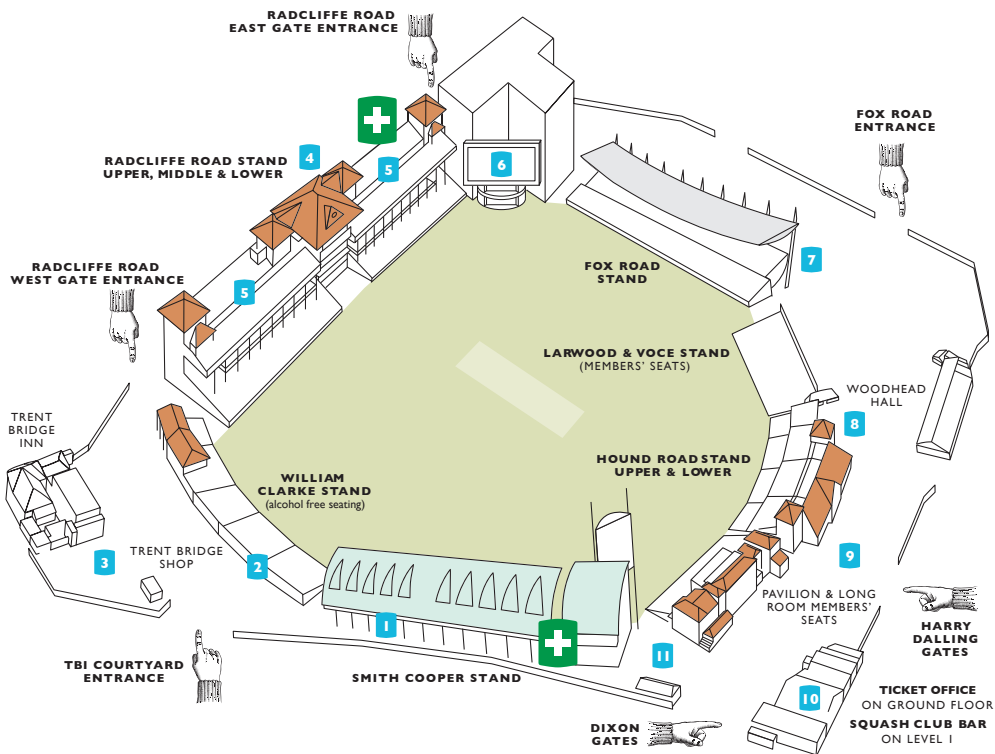 RADCLIFFE ROAD
EAST GATE ENTRANCE
FOX ROAD
ENTRANCE
4
RADCLIFFE ROAD STAND
UPPER, MIDDLE & LOWER
5
6
7
RADCLIFFE ROAD
WEST GATE ENTRANCE
5
FOX ROAD
STAND
LARWOOD & VOCE STAND
(MEMBERS’ SEATS)
WOODHEAD
HALL
8
TRENT
BRIDGE
INN
HOUND ROAD STAND
UPPER & LOWER
WILLIAM
CLARKE STAND
(alcohol free seating)
3
TRENT BRIDGE
SHOP
2
9
PAVILION & LONG
ROOM MEMBERS’
SEATS
1
HARRY
DALLING
GATES
TBI COURTYARD
ENTRANCE
SMITH COOPER STAND
11
10
TICKET OFFICE
ON GROUND FLOOR
SQUASH CLUB BAR
ON LEVEL 1
DIXON
GATES